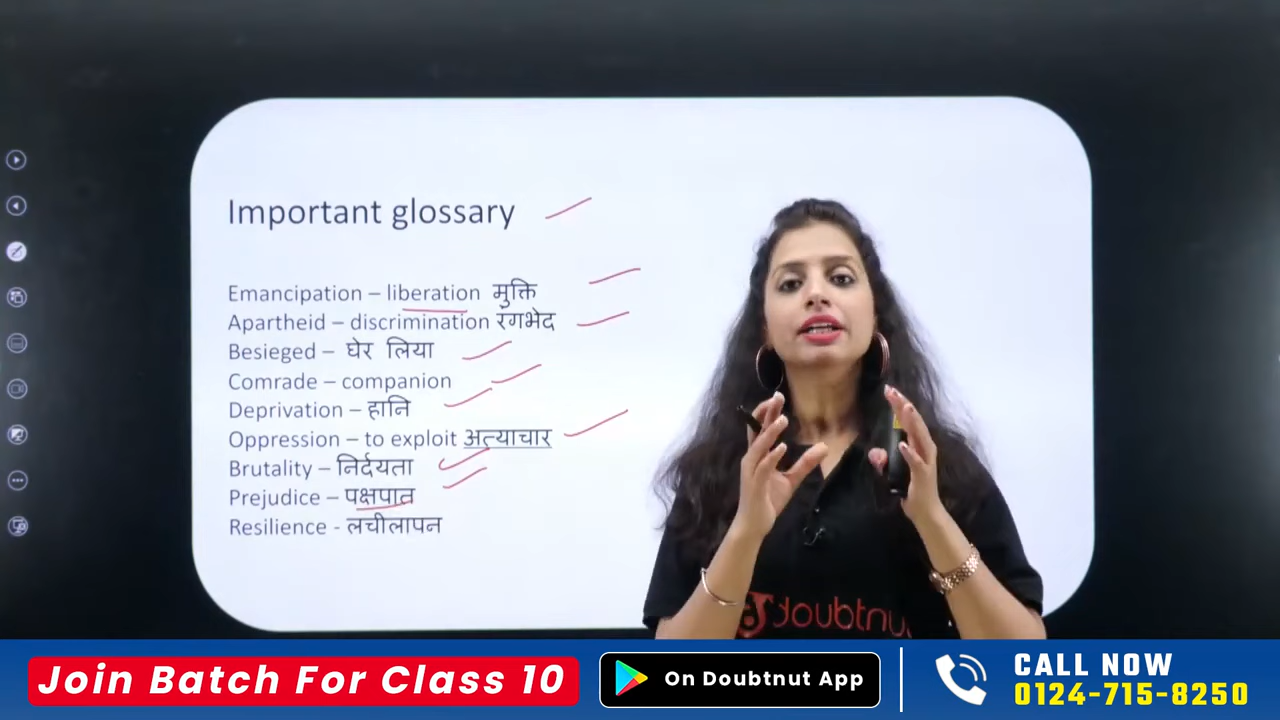 Important glossary
Emancipation – liberation मुक्ति
Apartheid – discrimination रंगभेद
Besieged – घेर लिया
Comrade – companion
Deprivation – हानि
Oppression – to exploit अत्याचार
Brutality – निर्दयता
Prejudice – पक्षपात
Resilience - लचीलापन
doubtnu
Join Batch For Class 10
On Doubtnut App
CALL NOW
0124-715-8250